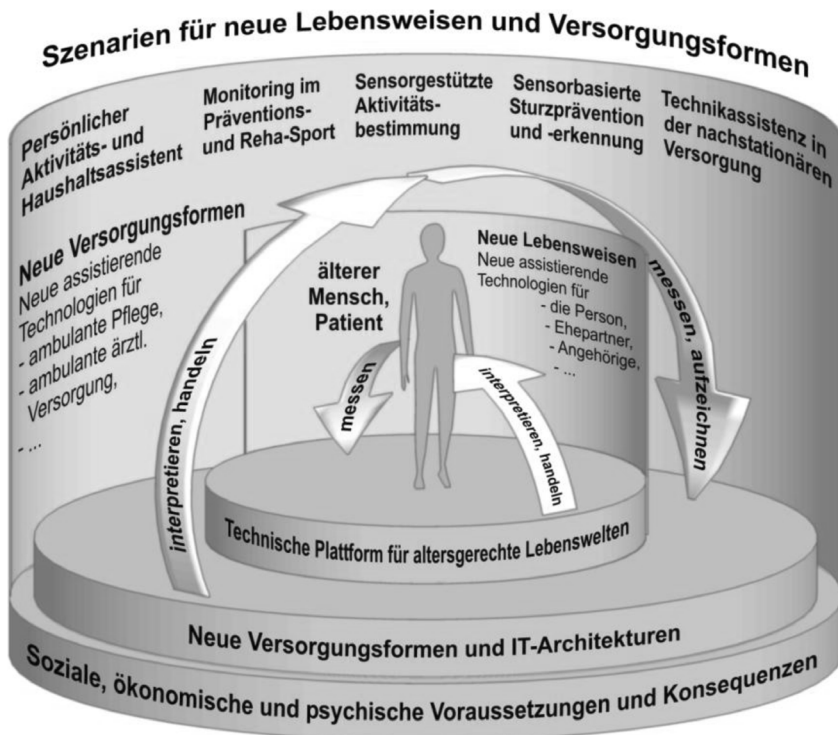 Szenarien für neue Lebensweisen und Versorgungsformen
Persönlicher
Aktivitäts- und
Haushaltsassistent
Monitoring im
Präventions-
und Reha-Sport
Sensorgestützte
Aktivitäts-
bestimmung
Sensorbasierte
Sturzprävention
und -erkennung
Technikassistenz in
der nachstationären
Versorgung
Neue Versorgungsformen
Neue assistierende
Technologien für
- ambulante Pflege,
- ambulante ärztl.
Versorgung,
- ...
älterer
Mensch,
Patient
Neue Lebensweisen
Neue assistierende
Technologien für
- die Person,
- Ehepartner,
- Angehörige,
- ...
interpretieren, handeln
messen
interpretieren, handeln
messen, aufzeichnen
Technische Plattform für altersgerechte Lebenswelten
Neue Versorgungsformen und IT-Architekturen
Soziale, ökonomische und psychische Voraussetzungen und Konsequenzen